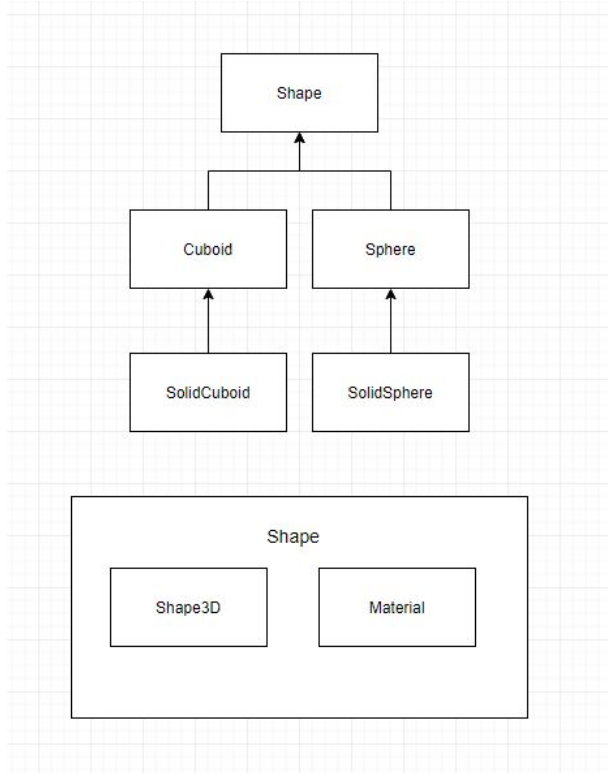 Shape
Cuboid
Sphere
SolidCuboid
SolidSphere
Shape
Shape3D
Material